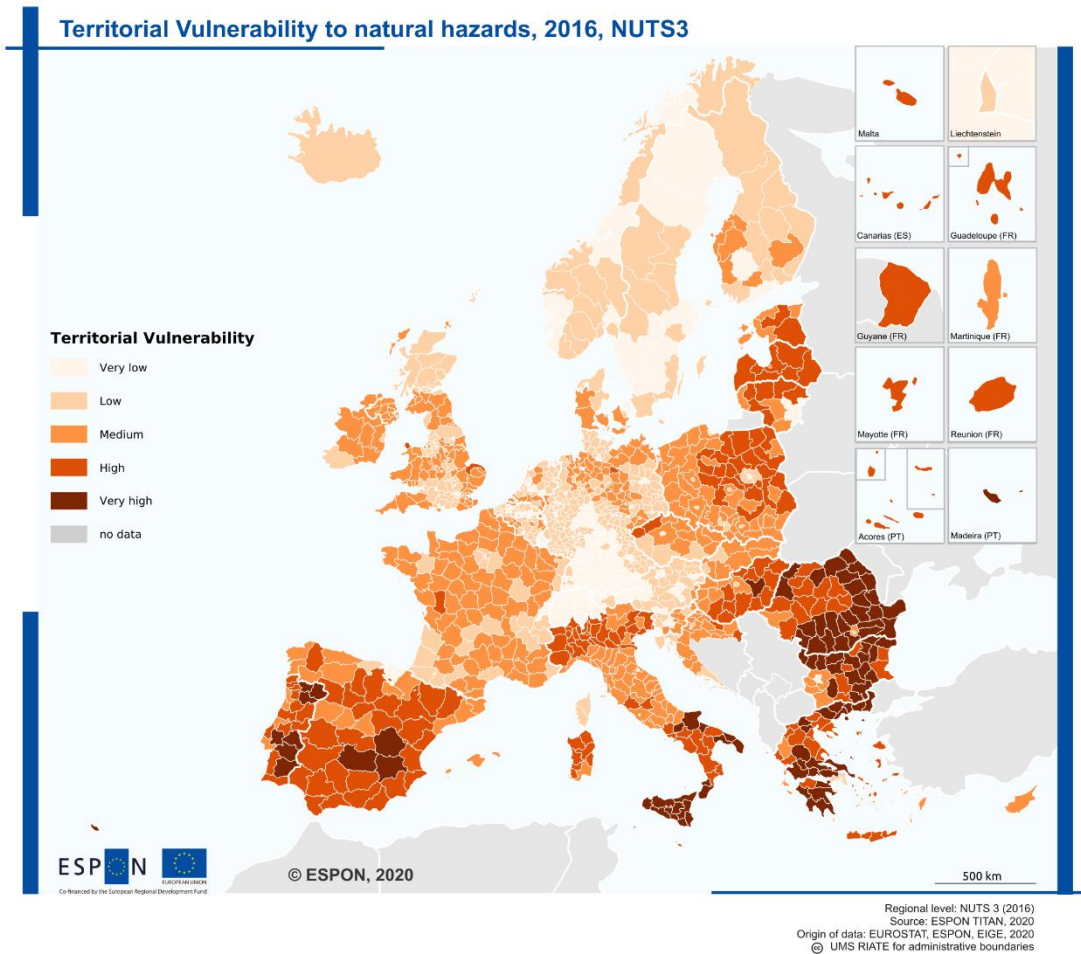 Territorial Vulnerability to natural hazards, 2016, NUTS3
Malta
Liechtenstein
Canarias (ES)
Guadeloupe (FR)
Guyane (FR)
Martinique (FR)
Mayotte (FR)
Reunion (FR)
Acores (PT)
Madeira (PT)
Territorial Vulnerability
Very low
Low
Medium
High
Very high
no data
ESPON
EUROPEAN UNION
Co-financed by the European Regional Development Fund
© ESPON, 2020
500 km
Regional level: NUTS 3 (2016)
Source: ESPON TITAN, 2020
Origin of data: EUROSTAT, ESPON, EIGE, 2020
UMS RIATE for administrative boundaries